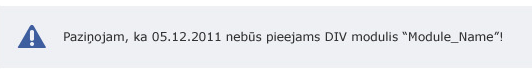 Paziņojam, ka 05.12.2011 nebūs pieejams DIV modulis “Module_Name”!